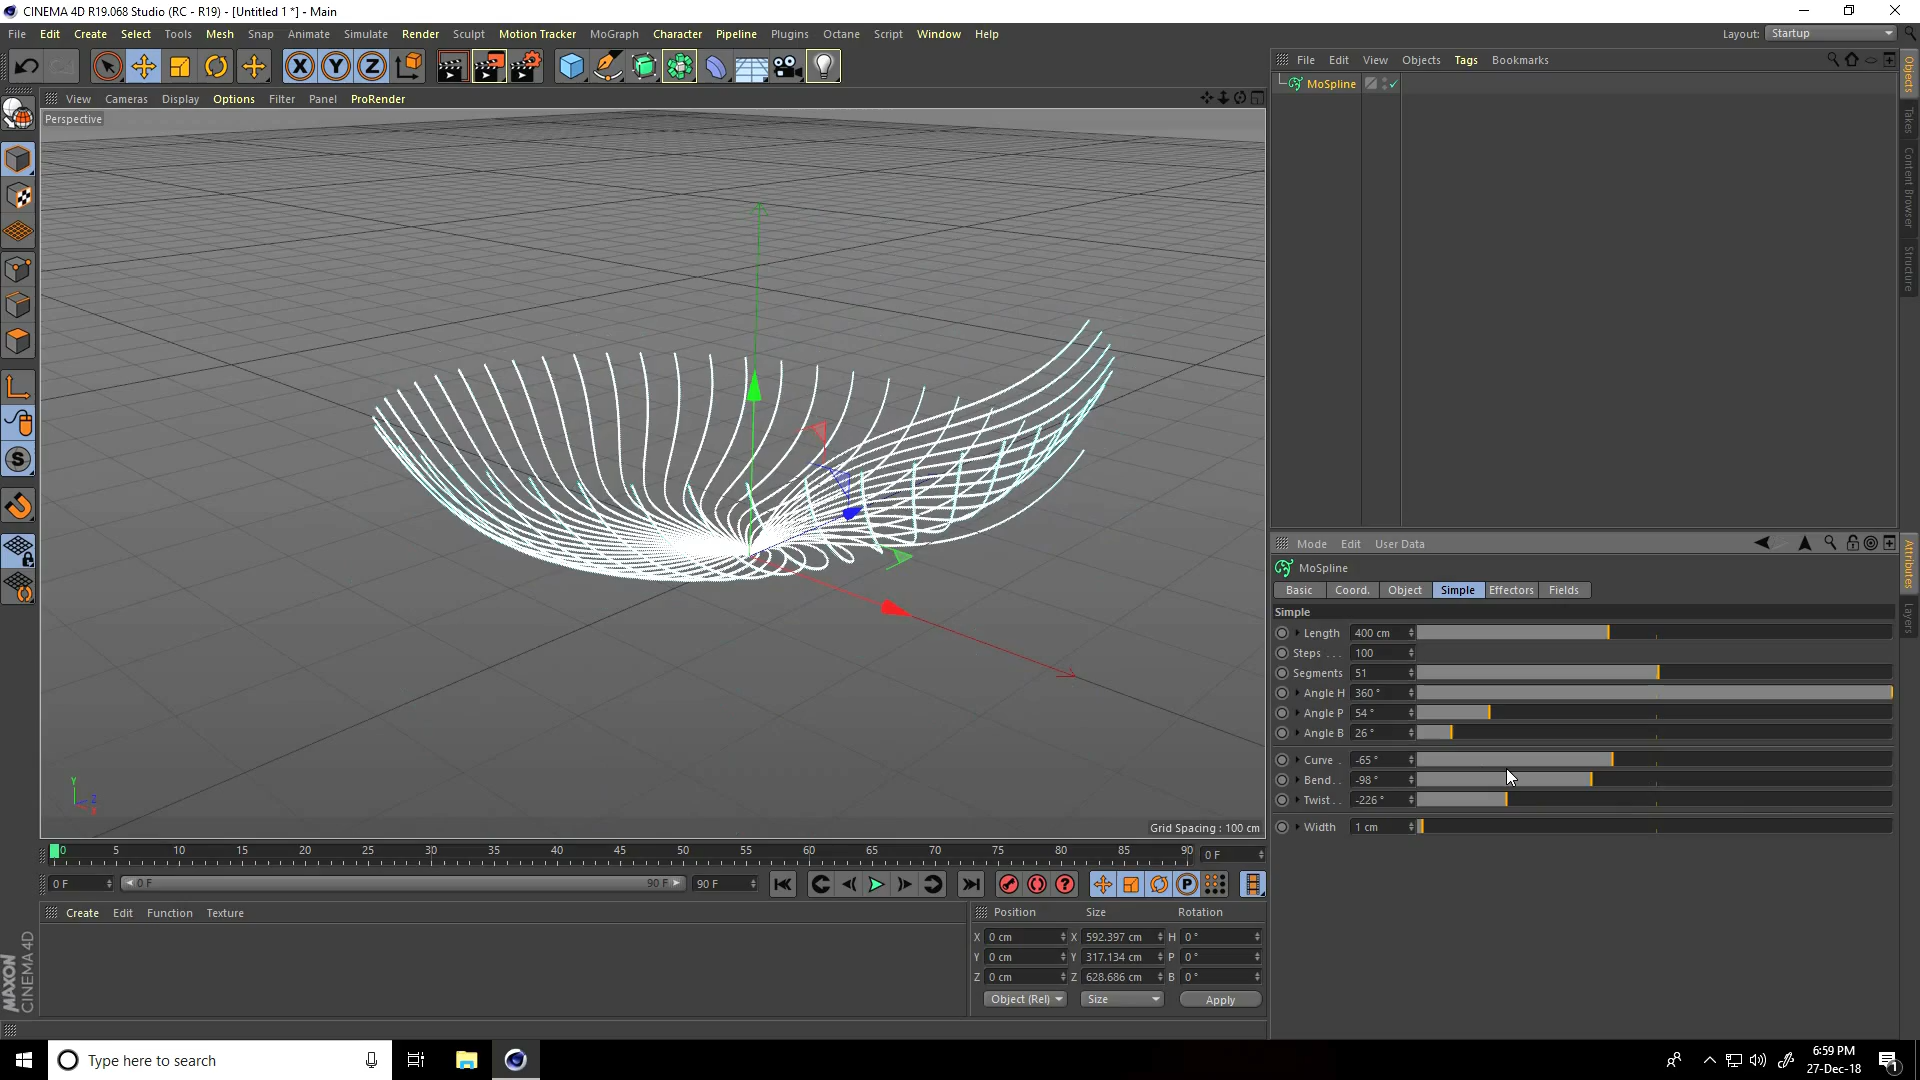 CINEMA 4D R19.068 Studio (RC - R19) - [Untitled 1 *] - Main
File Edit Create Select Tools Mesh Snap Animate Simulate Render Sculpt Motion Tracker MoGraph Character Pipeline Plugins Octane Script Window Help
Layout: Startup
X Y Z
View Cameras Display Options Filter Panel ProRender
Perspective
Y
Z
X
Grid Spacing : 100 cm
S
File Edit View Objects Tags Bookmarks
MoSpline
Objects
Takes
Content Browser
Structure
Mode Edit User Data
MoSpline
Attributes
Layers
Basic Coord. Object Simple Effectors Fields
Simple
Length 400 cm
Steps . . . 100
Segments 51
Angle H 360 °
Angle P 54 °
Angle B 26 °
Curve . -65 °
Bend . . -98 °
Twist . . -226 °
Width 1 cm
0 5 10 15 20 25 30 35 40 45 50 55 60 65 70 75 80 85 90 0 F
0 F 0 F 90 F 90 F
P
Create Edit Function Texture
MAXON
CINEMA 4D
Position Size Rotation
X 0 cm X 592.397 cm H 0 °
Y 0 cm Y 317.134 cm P 0 °
Z 0 cm Z 628.686 cm B 0 °
Object (Rel) Size Apply
Type here to search
6:59 PM
27-Dec-18
1